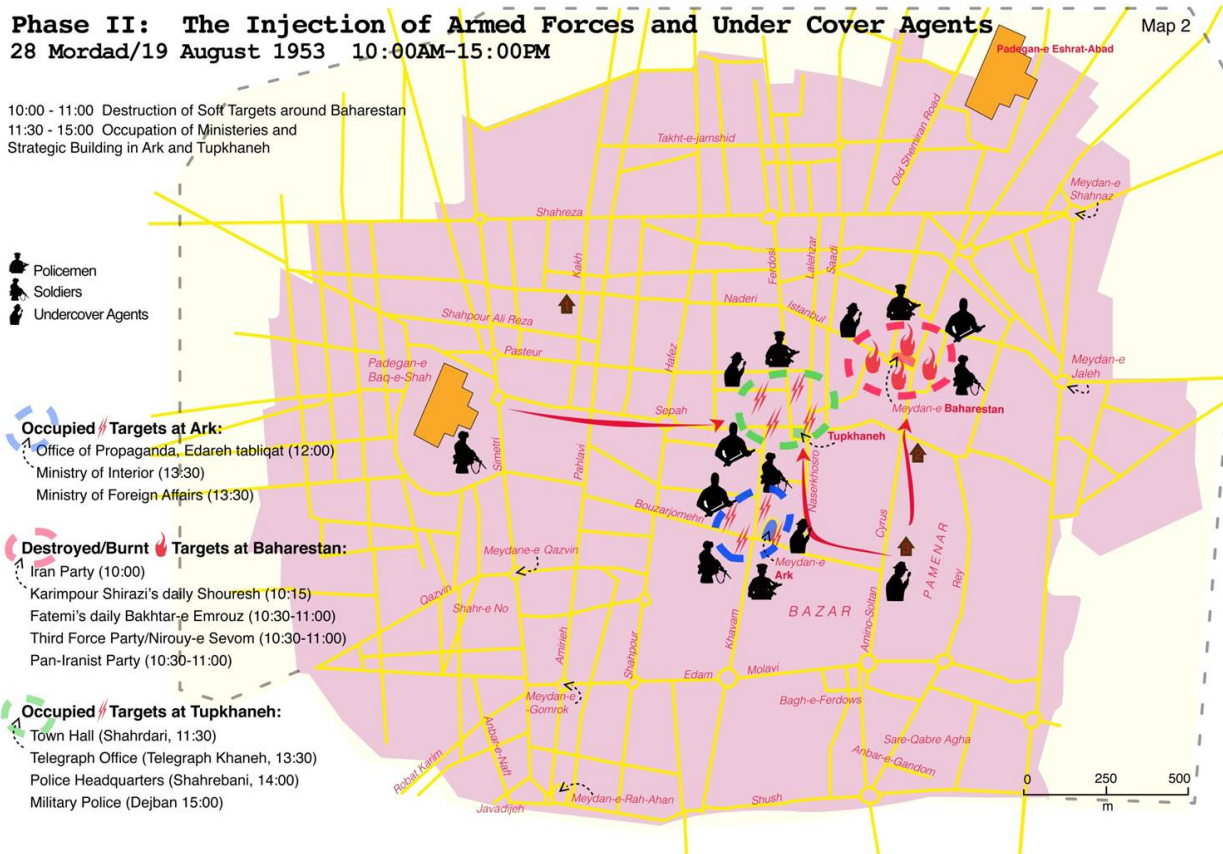 Phase II: The Injection of Armed Forces and Under Cover Agents
28 Mordad/19 August 1953 10:00AM-15:00PM
Map 2
10:00 - 11:00 Destruction of Soft Targets around Baharestan
11:30 - 15:00 Occupation of Ministeries and
Strategic Building in Ark and Tupkhaneh
Policemen
Soldiers
Undercover Agents
Occupied Targets at Ark:
Office of Propaganda, Edareh tabliqat (12:00)
Ministry of Interior (13:30)
Ministry of Foreign Affairs (13:30)
Destroyed/Burnt Targets at Baharestan:
Iran Party (10:00)
Karimpour Shirazi's daily Shouresh (10:15)
Fatemi's daily Bakhtar-e Emrouz (10:30-11:00)
Third Force Party/Nirouy-e Sevom (10:30-11:00)
Pan-Iranist Party (10:30-11:00)
Occupied Targets at Tupkhaneh:
Town Hall (Shahrdari, 11:30)
Telegraph Office (Telegraph Khaneh, 13:30)
Police Headquarters (Shahrebani, 14:00)
Military Police (Dejban 15:00)
Padegan-e Eshrat-Abad
Takht-e-jamshid
Old Shemiran Road
Meydan-e
Shahnaz
Shahreza
Kakh
Ferdosi
Lalehzar
Saadi
Naderi
Istanbul
Shahpour Ali Reza
Pasteur
Hafez
Padegan-e
Baq-e-Shah
Meydan-e
Jaleh
Meydan-e Baharestan
Sepah
Tupkhaneh
Simetri
Pahlavi
Naserkhosro
Bouzarjomehri
Cyrus
PAMENAR
Rey
Meydane-e Qazvin
Meydan-e
Ark
BAZAR
Qazvin
Shahr-e No
Amirieh
Shahpour
Khavam
Amino-Soltan
Edam
Molavi
Meydan-e
-Gomrok
Bagh-e-Ferdows
Anbar-e-Naft
Sare-Qabre Agha
Anbar-e-Gandom
Robat Karim
Javadijeh
Meydan-e-Rah-Ahan
Shush
0 250 500
m